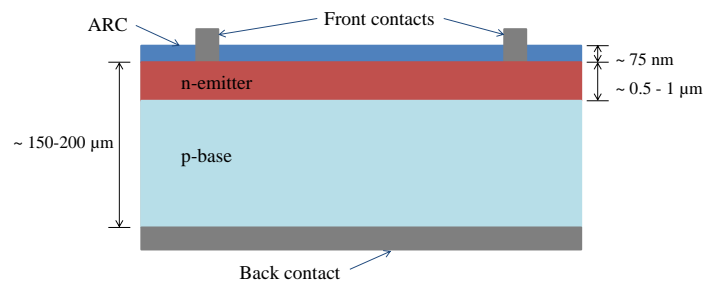 ARC
Front contacts
~ 75 nm
n-emitter
~ 0.5 - 1 µm
~ 150-200 µm
p-base
Back contact